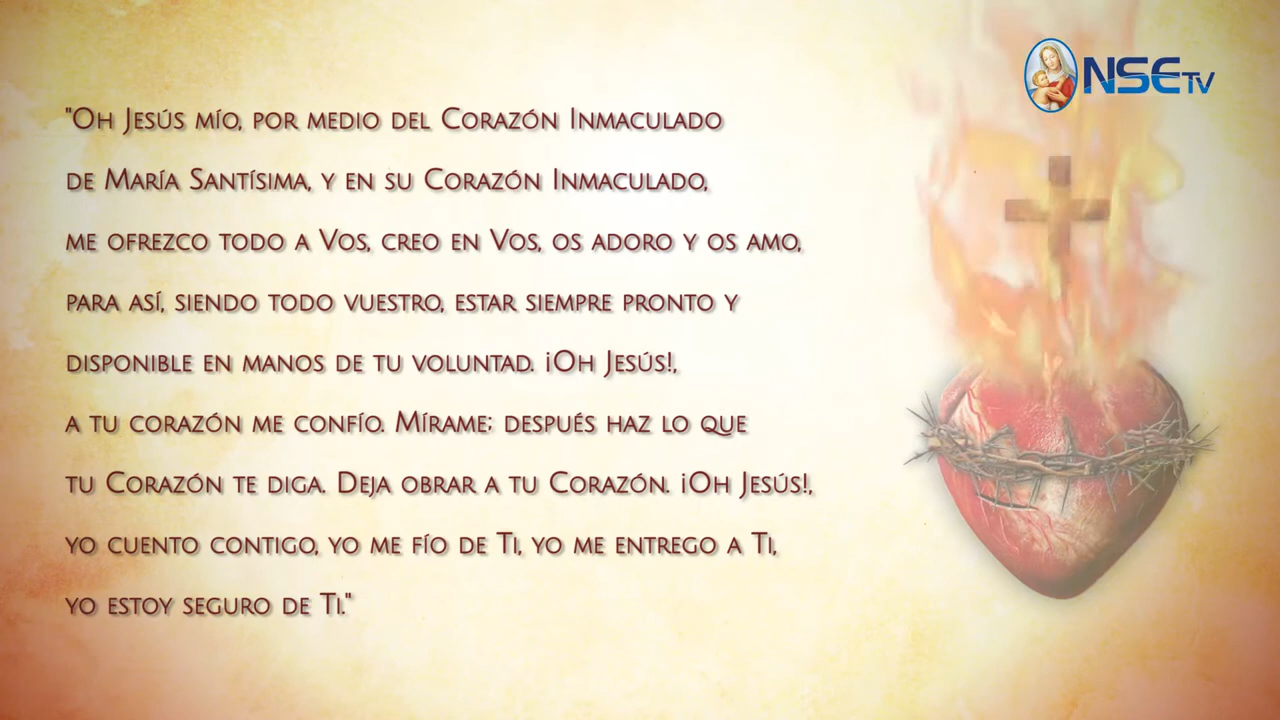 "Oh Jesús mío, por medio del Corazón Inmaculado
de María Santísima, y en su Corazón Inmaculado,
me ofrezco todo a Vos, creo en Vos, os adoro y os amo,
para así, siendo todo vuestro, estar siempre pronto y
disponible en manos de tu voluntad. ¡Oh Jesús!,
a tu corazón me confío. Mírame; después haz lo que
tu Corazón te diga. Deja obrar a tu Corazón. ¡Oh Jesús!,
yo cuento contigo, yo me fío de Ti, yo me entrego a Ti,
yo estoy seguro de Ti."
NSE TV